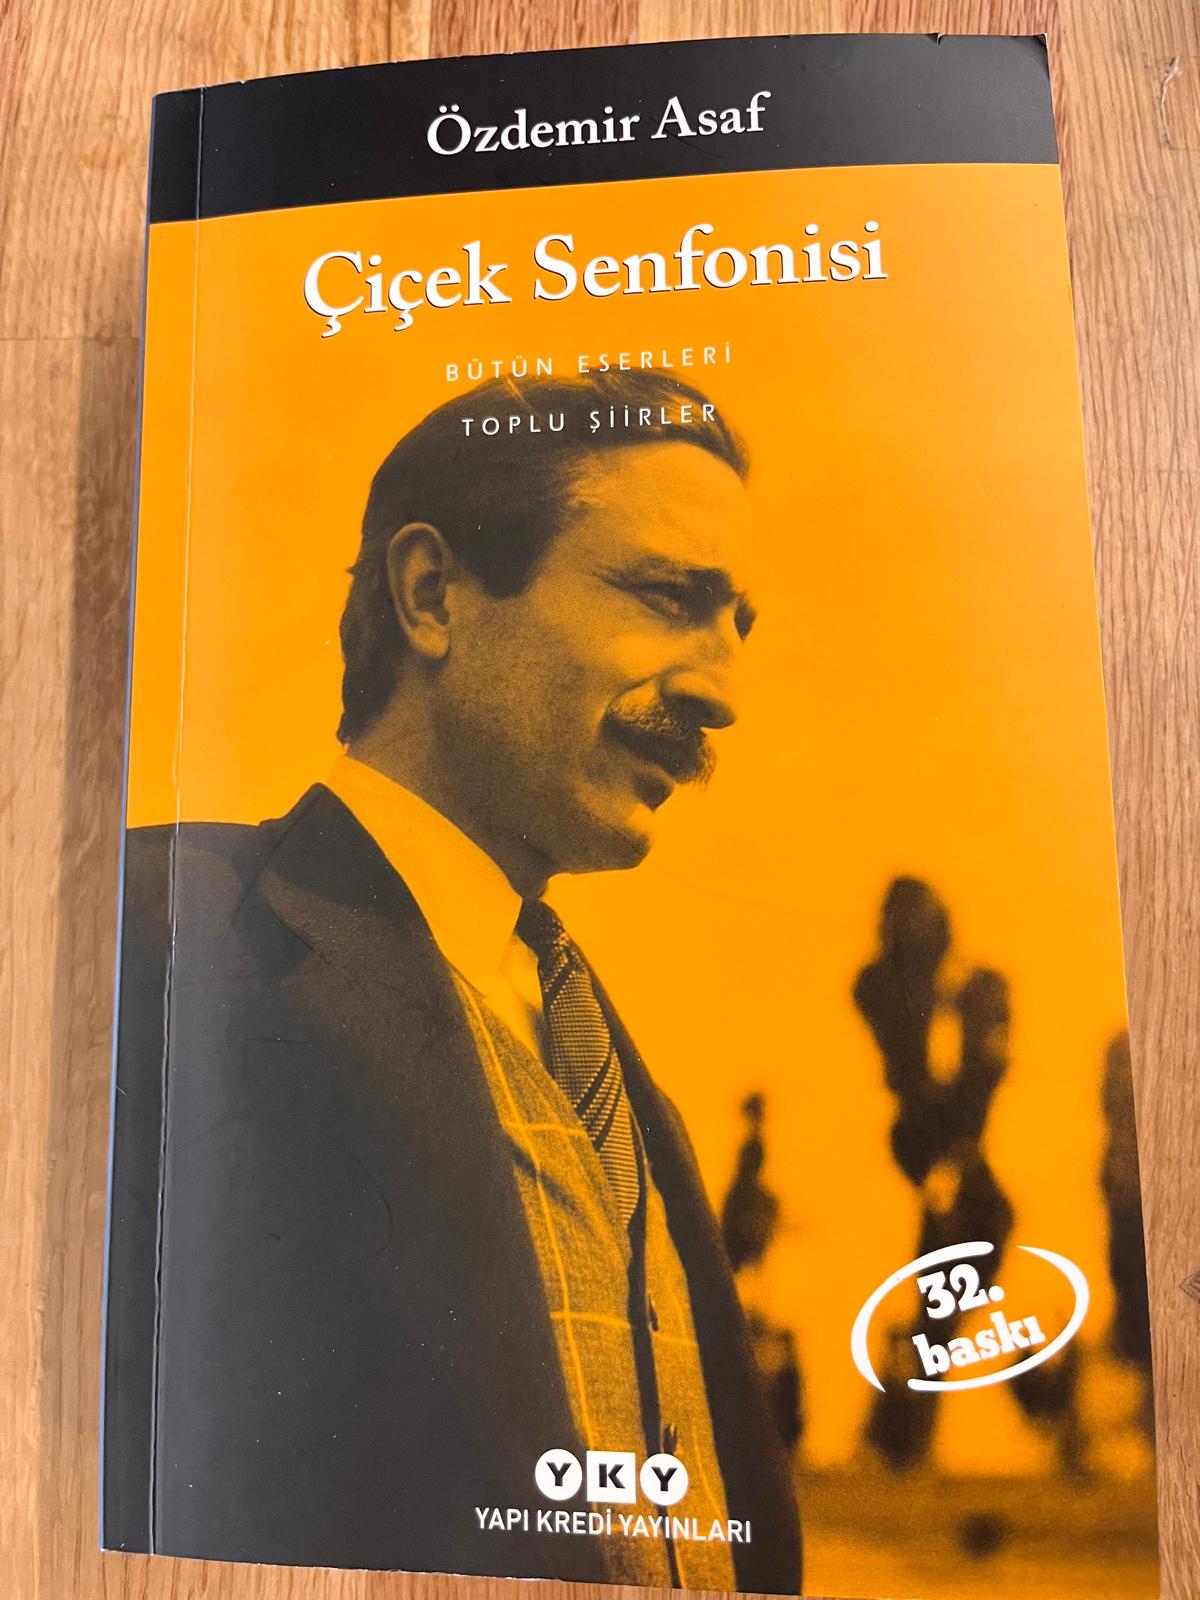 Özdemir Asaf
Çiçek Senfonisi
BÜTÜN ESERLERİ
TOPLU ŞİİRLER
32.
baskı
YKY
YAPI KREDİ YAYINLARI